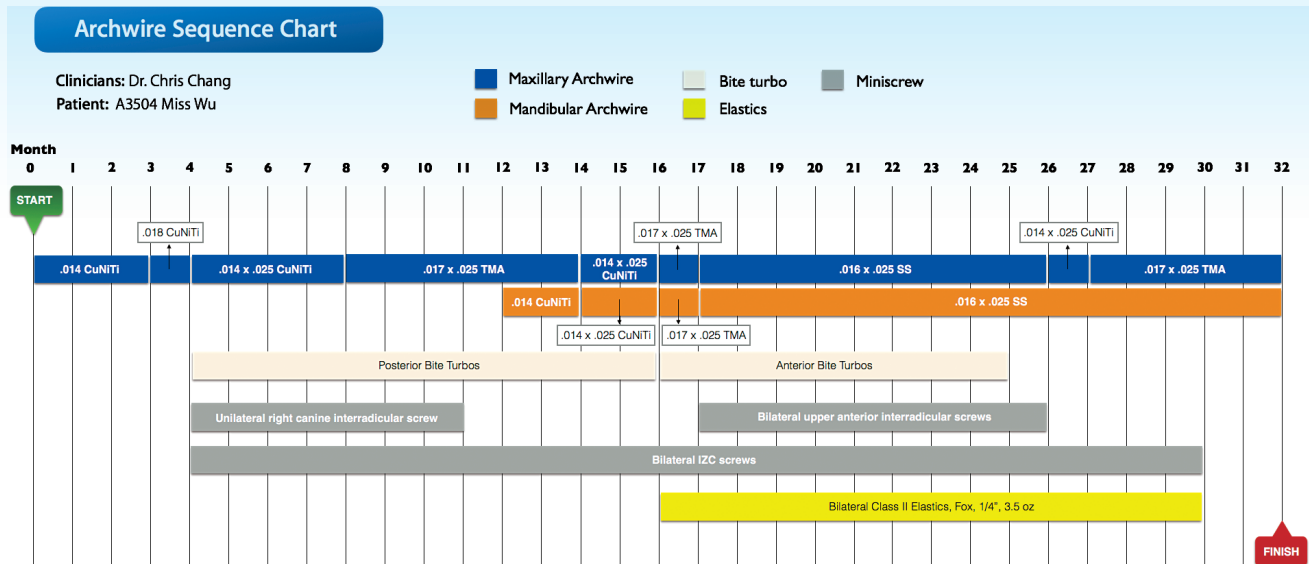 Archwire Sequence Chart
Clinicians: Dr. Chris Chang
Patient: A3504 Miss Wu
Maxillary Archwire
Bite turbo
Miniscrew
Mandibular Archwire
Elastics
Month
0 1 2 3 4 5 6 7 8 9 10 11 12 13 14 15 16 17 18 19 20 21 22 23 24 25 26 27 28 29 30 31 32
START
.018 CuNiTi
.017 x .025 TMA
.014 x .025 CuNiTi
.014 CuNiTi
.014 x .025 CuNiTi
.017 x .025 TMA
.014 x .025
CuNiTi
.016 x .025 SS
.017 x .025 TMA
.014 CuNiTi
.016 x .025 SS
.014 x .025 CuNiTi
.017 x .025 TMA
Posterior Bite Turbos
Anterior Bite Turbos
Unilateral right canine interradicular screw
Bilateral upper anterior interradicular screws
Bilateral IZC screws
Bilateral Class II Elastics, Fox, 1/4", 3.5 oz
FINISH